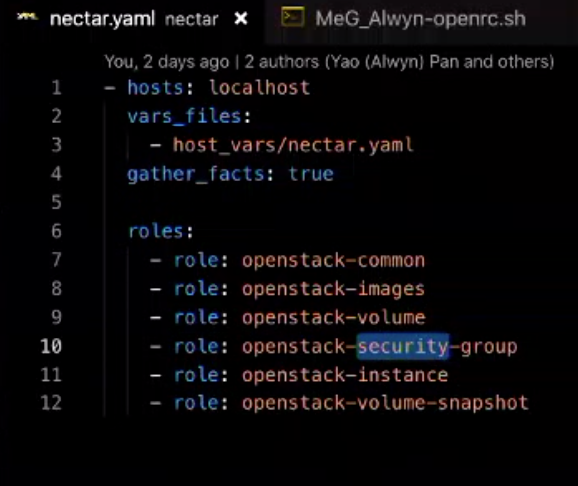 nectar.yaml nectar × MeG_Alwyn-openrc.sh
You, 2 days ago | 2 authors (Yao (Alwyn) Pan and others)
1 - hosts: localhost
2 vars_files:
3 - host_vars/nectar.yaml
4 gather_facts: true
5
6 roles:
7 - role: openstack-common
8 - role: openstack-images
9 - role: openstack-volume
10 - role: openstack-security-group
11 - role: openstack-instance
12 - role: openstack-volume-snapshot